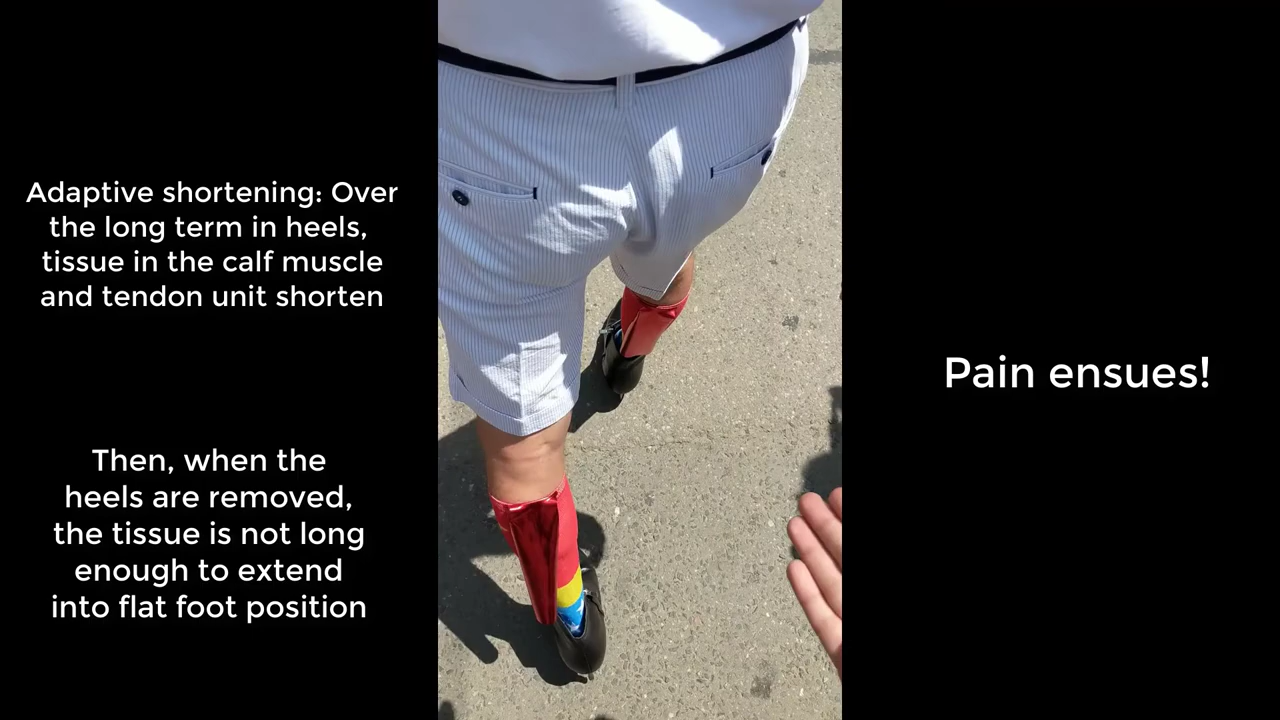 Adaptive shortening: Over
the long term in heels,
tissue in the calf muscle
and tendon unit shorten
Then, when the
heels are removed,
the tissue is not long
enough to extend
into flat foot position
Pain ensues!